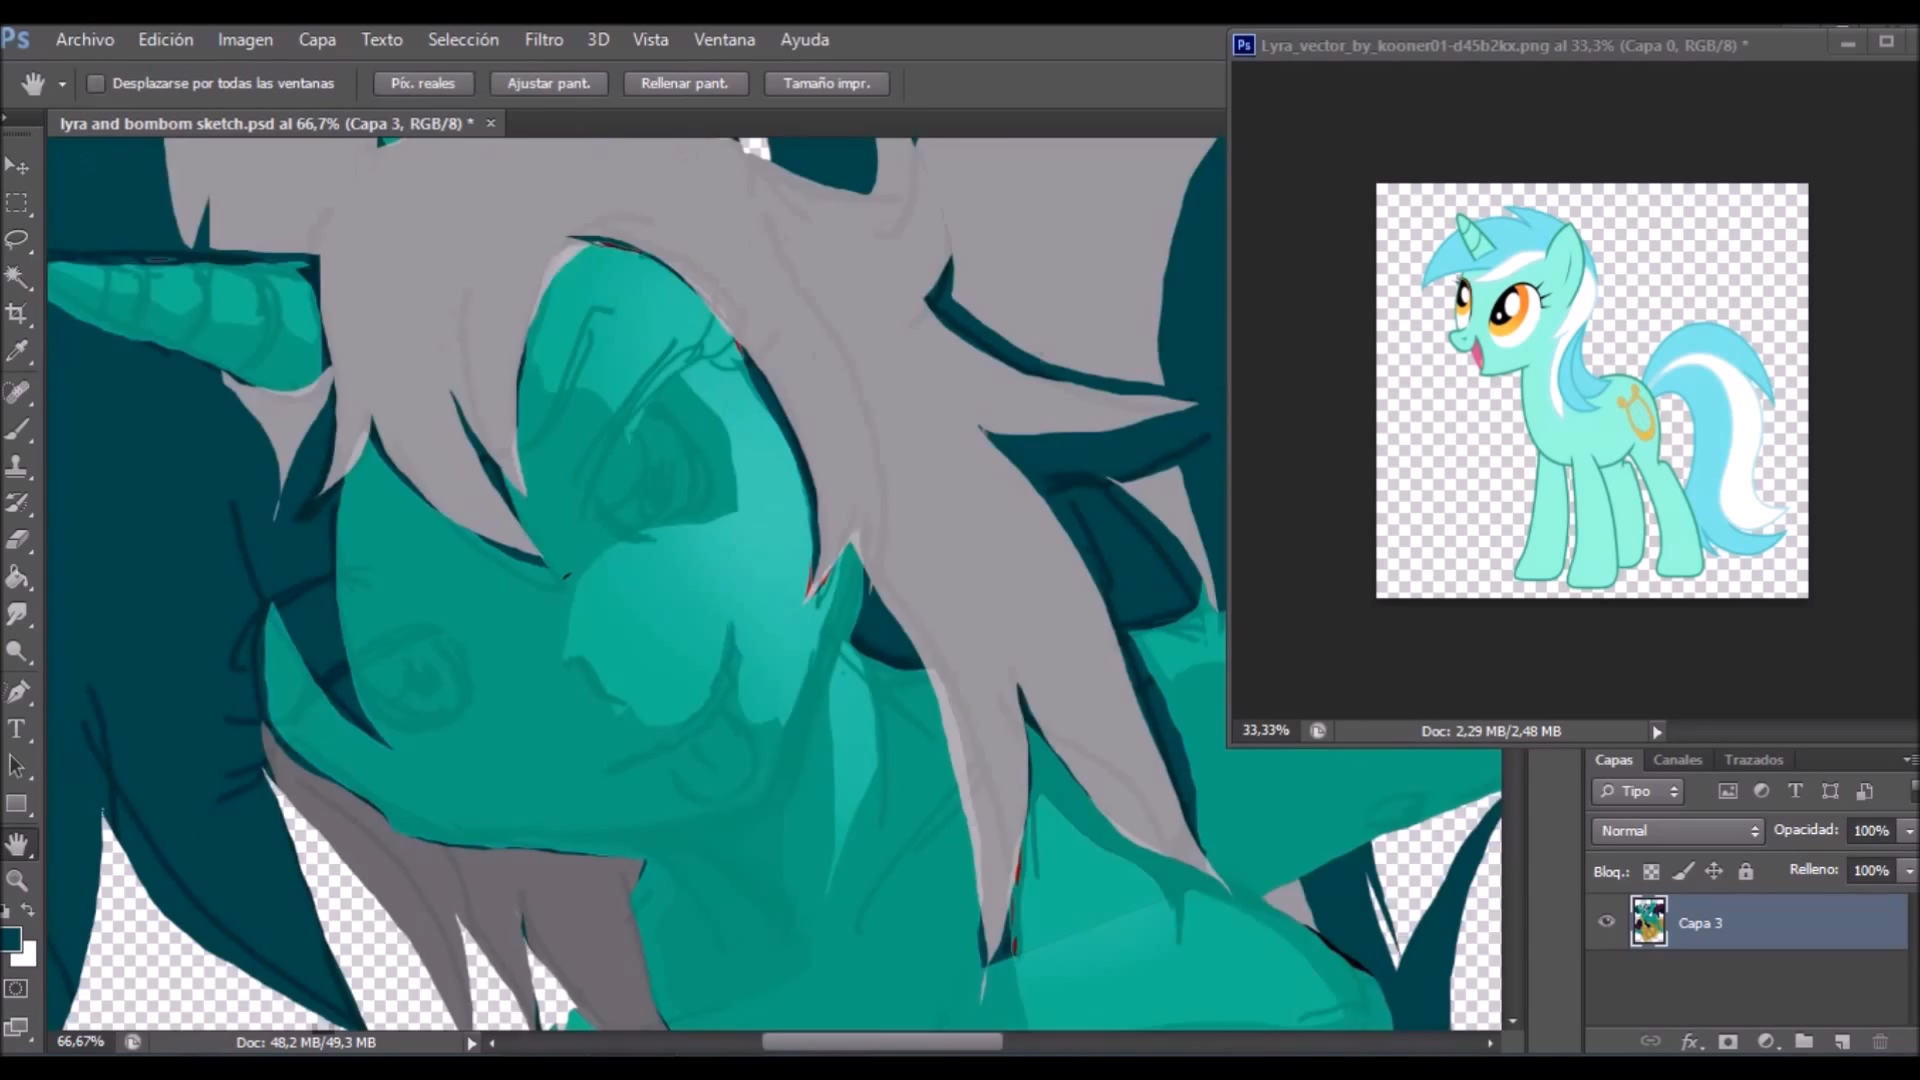 Ps
Archivo Edición Imagen Capa Texto Selección Filtro 3D Vista Ventana Ayuda
Desplazarse por todas las ventanas Píx. reales Ajustar pant. Rellenar pant. Tamaño impr.
lyra and bombom sketch.psd al 66,7% (Capa 3, RGB/8) * ×
Ps Lyra_vector_by_kooner01-d45b2kx.png al 33,3% (Capa 0, RGB/8) *
33,33% Doc: 2,29 MB/2,48 MB
Capas Canales Trazados
Tipo
Normal Opacidad: 100%
Bloq.: Relleno: 100%
Capa 3
66,67% Doc: 48,2 MB/49,3 MB